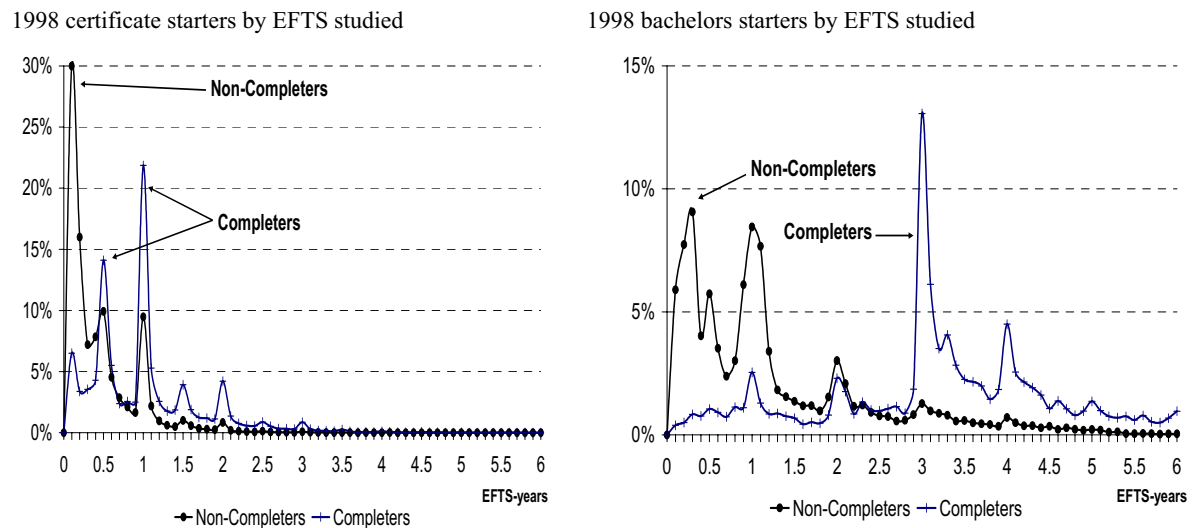 1998 certificate starters by EFTS studied
30%
25%
20%
15%
10%
5%
0%
Non-Completers
Completers
0 0.5 1 1.5 2 2.5 3 3.5 4 4.5 5 5.5 6
EFTS-years
Non-Completers Completers
1998 bachelors starters by EFTS studied
15%
10%
5%
0%
Non-Completers
Completers
0 0.5 1 1.5 2 2.5 3 3.5 4 4.5 5 5.5 6
EFTS-years
Non-Completers Completers